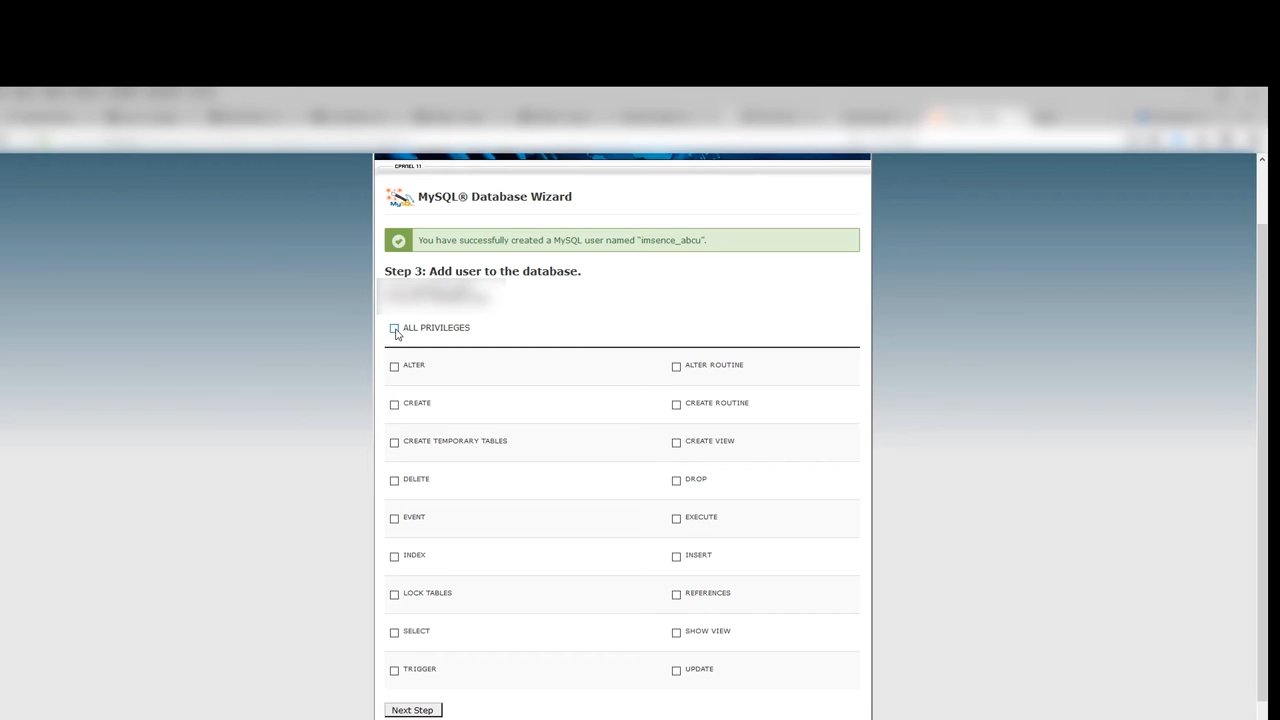 CPANEL 11
MySQL® Database Wizard
You have successfully created a MySQL user named "imsence_abcu".
Step 3: Add user to the database.
ALL PRIVILEGES
ALTER
ALTER ROUTINE
CREATE
CREATE ROUTINE
CREATE TEMPORARY TABLES
CREATE VIEW
DELETE
DROP
EVENT
EXECUTE
INDEX
INSERT
LOCK TABLES
REFERENCES
SELECT
SHOW VIEW
TRIGGER
UPDATE
Next Step